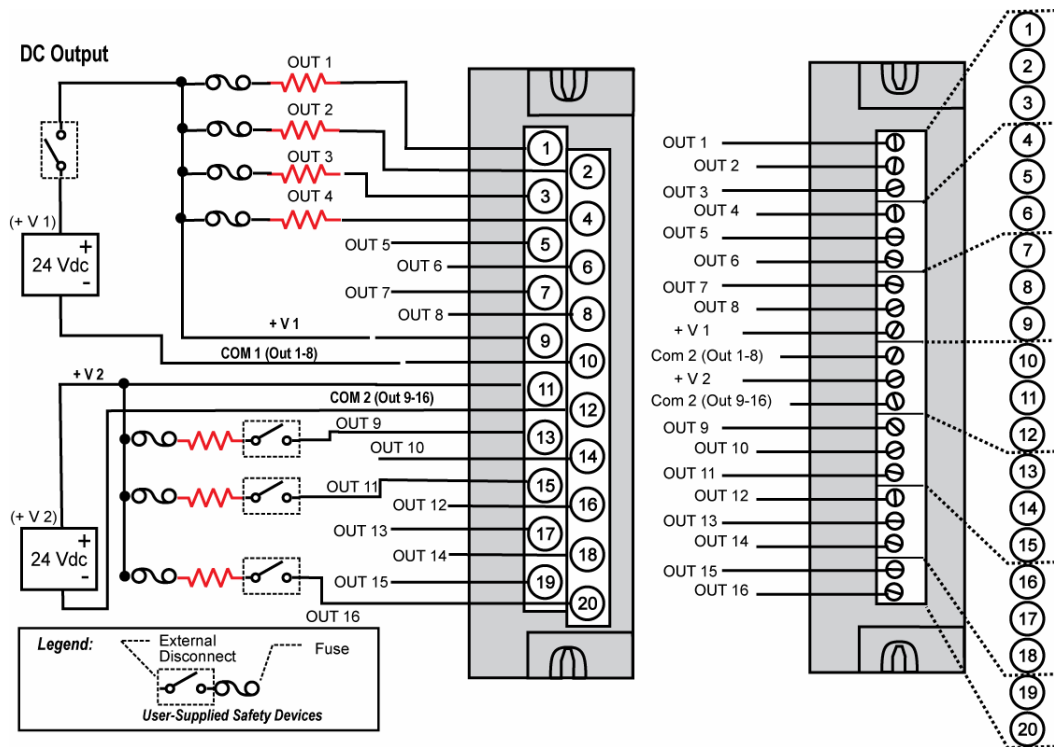 DC Output
OUT 1
OUT 2
OUT 3
OUT 4
(+ V 1)
+
24 Vdc
-
OUT 5
OUT 6
OUT 7
OUT 8
+ V 1
COM 1 (Out 1-8)
+ V 2
COM 2 (Out 9-16)
OUT 9
OUT 10
OUT 11
OUT 12
OUT 13
OUT 14
OUT 15
OUT 16
(+ V 2)
+
24 Vdc
-
1
2
3
4
5
6
7
8
9
10
11
12
13
14
15
16
17
18
19
20
Legend:
External
Disconnect
Fuse
User-Supplied Safety Devices
OUT 1
OUT 2
OUT 3
OUT 4
OUT 5
OUT 6
OUT 7
OUT 8
+ V 1
Com 2 (Out 1-8)
+ V 2
Com 2 (Out 9-16)
OUT 9
OUT 10
OUT 11
OUT 12
OUT 13
OUT 14
OUT 15
OUT 16
1
2
3
4
5
6
7
8
9
10
11
12
13
14
15
16
17
18
19
20